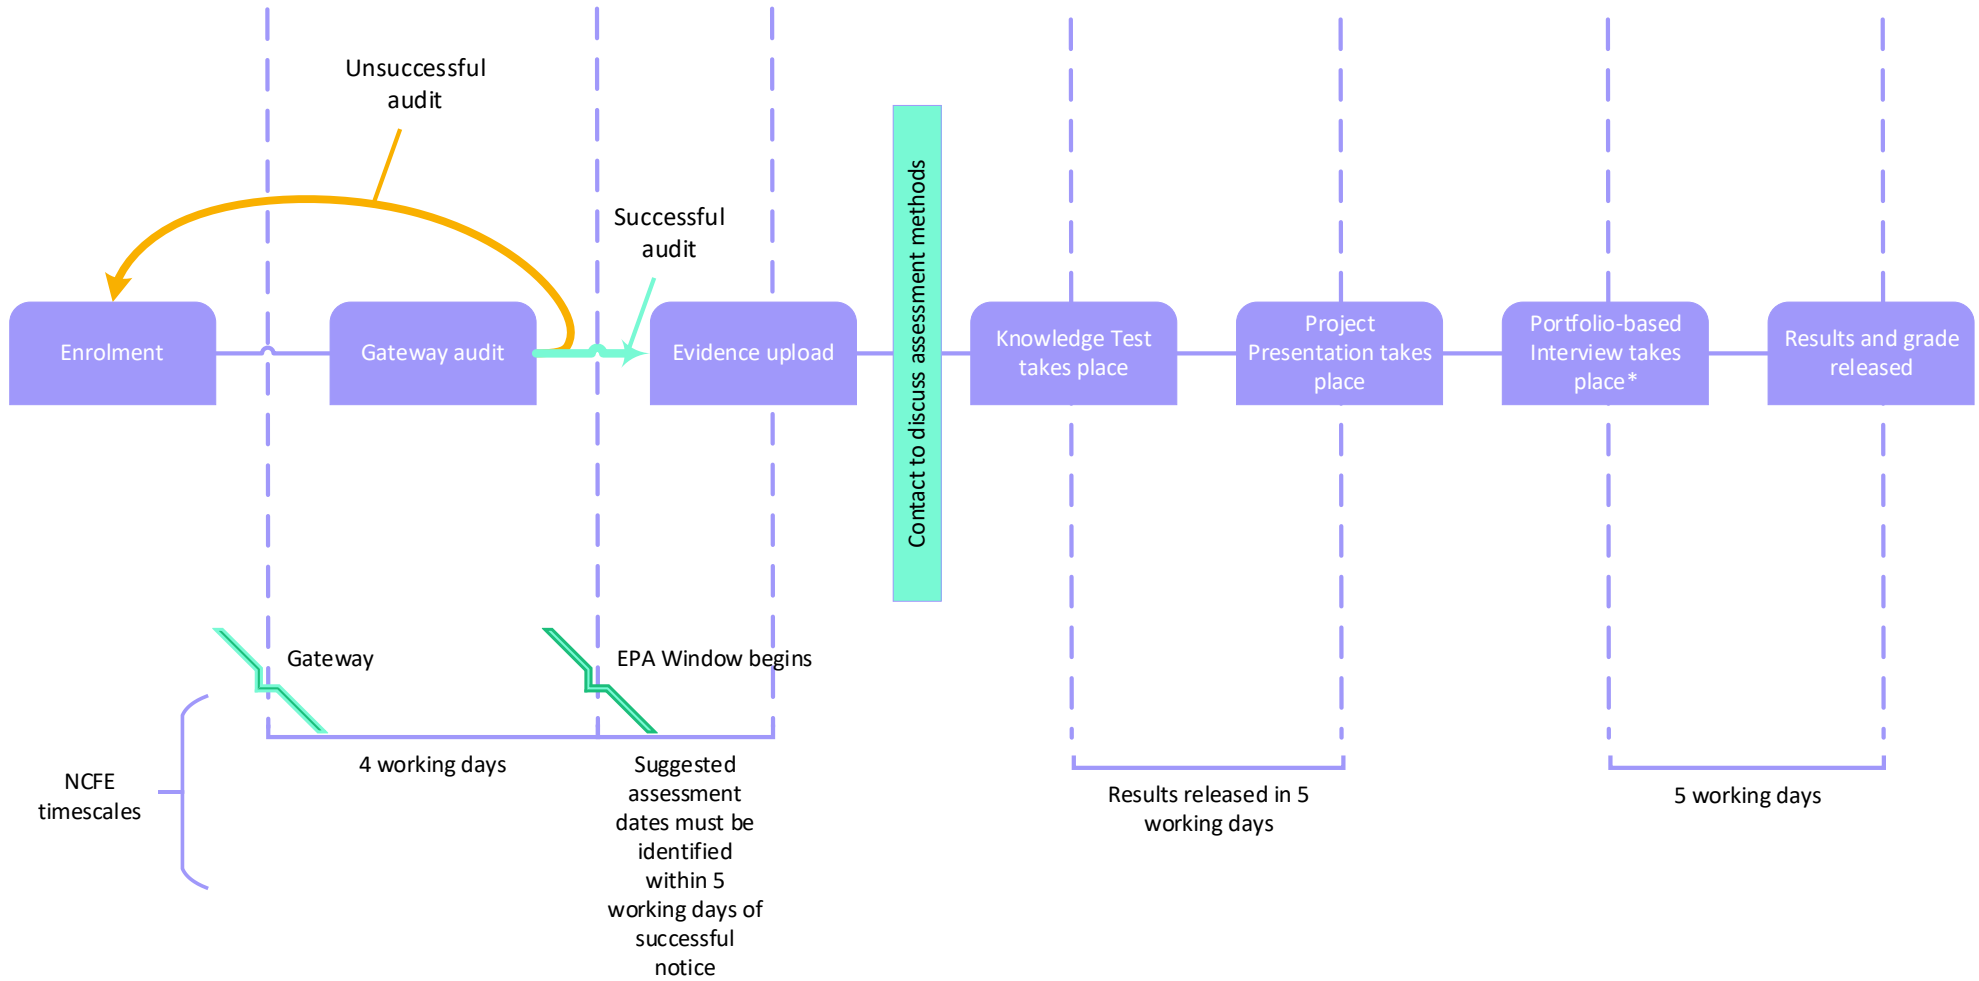 Unsuccessful
audit
Successful
audit
Enrolment
Gateway audit
Evidence upload
Contact to discuss assessment methods
Knowledge Test
takes place
Project
Presentation takes
place
Portfolio-based
Interview takes
place*
Results and grade
released
Gateway
EPA Window begins
NCFE
timescales
4 working days
Suggested
assessment
dates must be
identified
within 5
working days of
successful
notice
Results released in 5
working days
5 working days